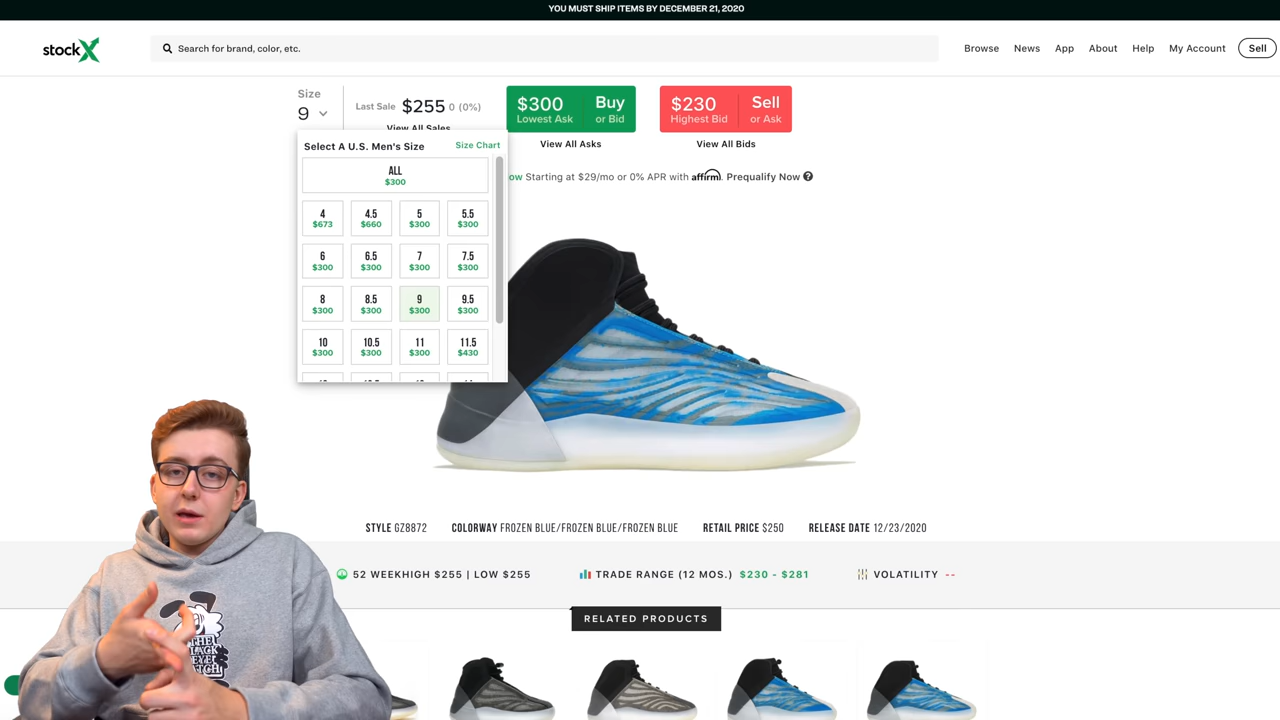 YOU MUST SHIP ITEMS BY DECEMBER 21, 2020
stockX
Search for brand, color, etc.
Browse News App About Help My Account Sell
Size
9
Last Sale $255 0 (0%)
View All Sales
$300 Buy
Lowest Ask or Bid
View All Asks
$230 Sell
Highest Bid or Ask
View All Bids
Select A U.S. Men's Size Size Chart
ALL
$300
4 4.5 5 5.5
$673 $660 $300 $300
6 6.5 7 7.5
$300 $300 $300 $300
8 8.5 9 9.5
$300 $300 $300 $300
10 10.5 11 11.5
$300 $300 $300 $430
Starting at $29/mo or 0% APR with affirm. Prequalify Now ?
STYLE GZ8872 COLORWAY FROZEN BLUE/FROZEN BLUE/FROZEN BLUE RETAIL PRICE $250 RELEASE DATE 12/23/2020
52 WEEKHIGH $255 | LOW $255 TRADE RANGE (12 MOS.) $230 - $281 VOLATILITY --
RELATED PRODUCTS